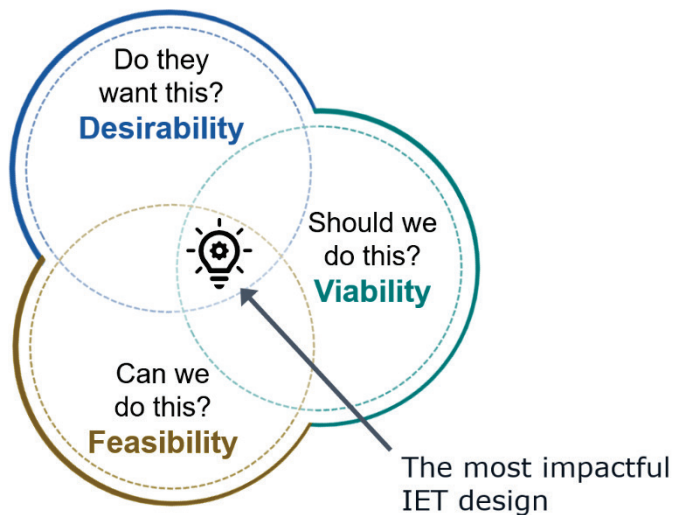 Do they
want this?
Desirability
Should we
do this?
Viability
Can we
do this?
Feasibility
The most impactful
IET design